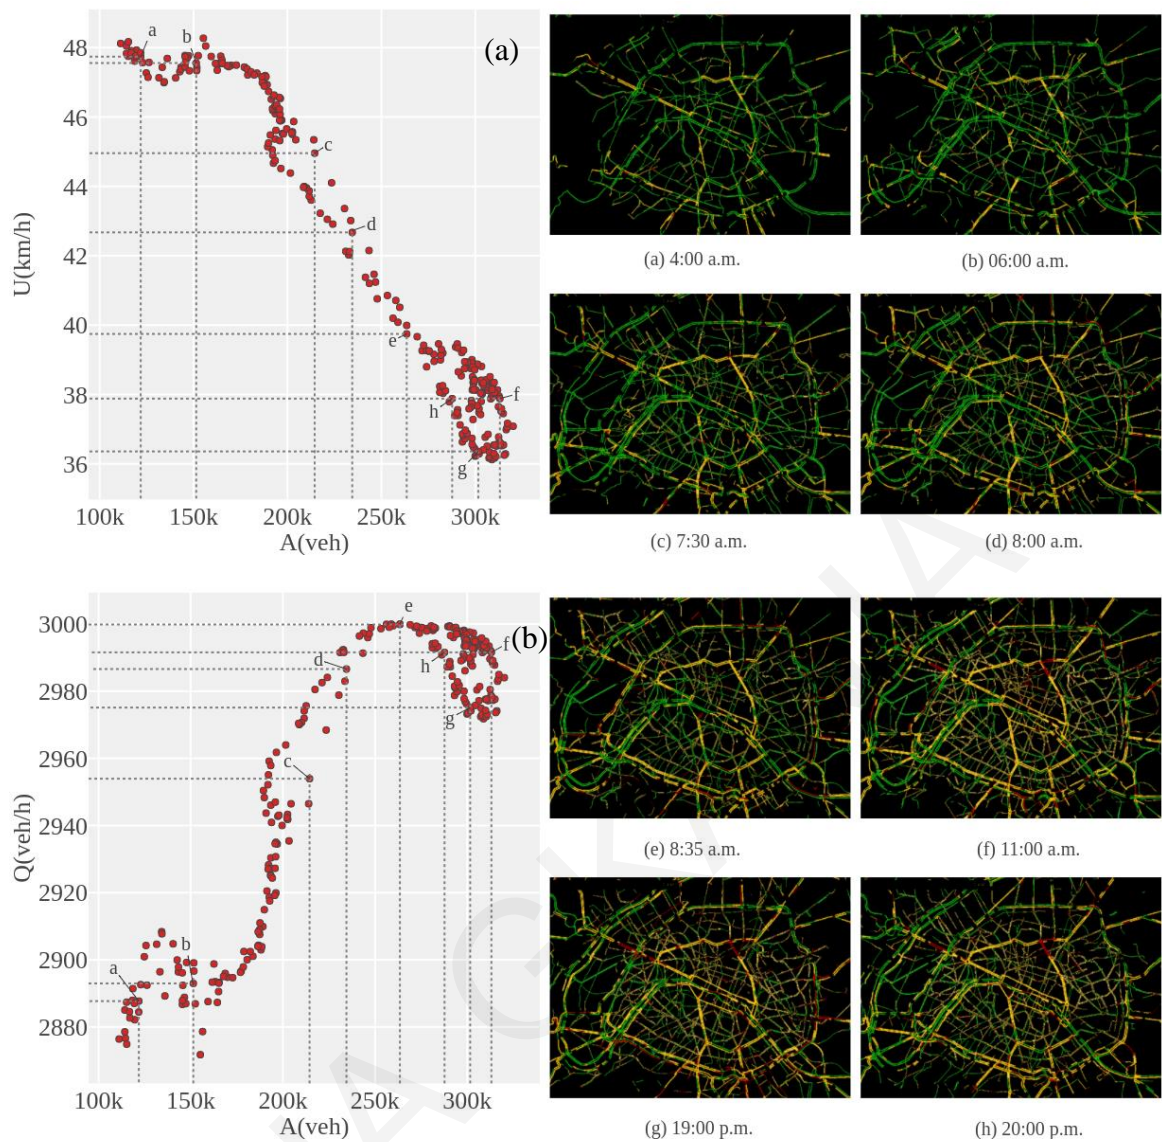 (a)
48
46
44
42
40
38
36
U(km/h)
a
b
c
d
e
f
h
g
100k 150k 200k 250k 300k
A(veh)
(a) 4:00 a.m.
(b) 06:00 a.m.
(c) 7:30 a.m.
(d) 8:00 a.m.
(b)
3000
2980
2960
2940
2920
2900
2880
Q(veh/h)
e
d
f
h
g
c
b
a
100k 150k 200k 250k 300k
A(veh)
(e) 8:35 a.m.
(f) 11:00 a.m.
(g) 19:00 p.m.
(h) 20:00 p.m.